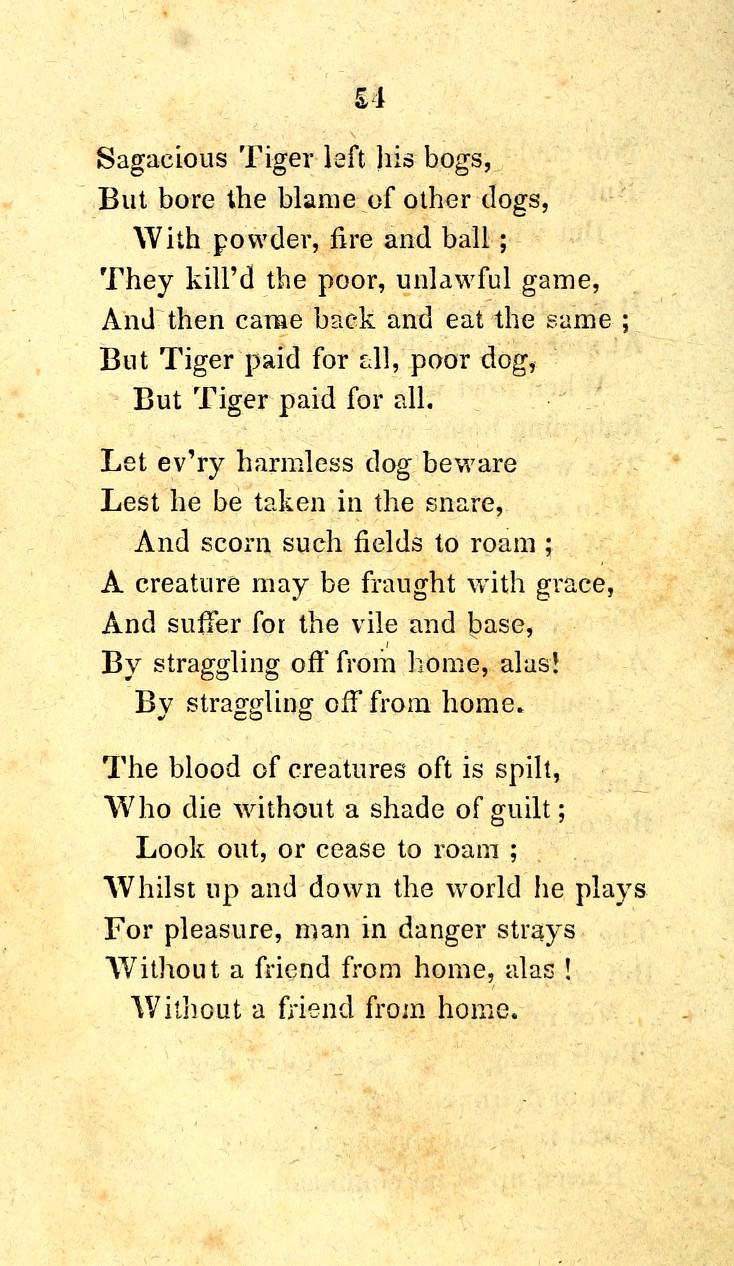 54
Sagacious Tiger left his bogs,
But bore the blame of other dogs,
With powder, fire and ball ;
They kill'd the poor, unlawful game,
And then came back and eat the same ;
But Tiger paid for all, poor dog,
But Tiger paid for all.
Let ev'ry harmless dog beware
Lest he be taken in the snare,
And scorn such fields to roam ;
A creature may be fraught with grace,
And suffer for the vile and base,
By straggling off from home, alas!
By straggling off from home.
The blood of creatures oft is spilt,
Who die without a shade of guilt ;
Look out, or cease to roam ;
Whilst up and down the world he plays
For pleasure, man in danger strays
Without a friend from home, alas !
Without a friend from home.